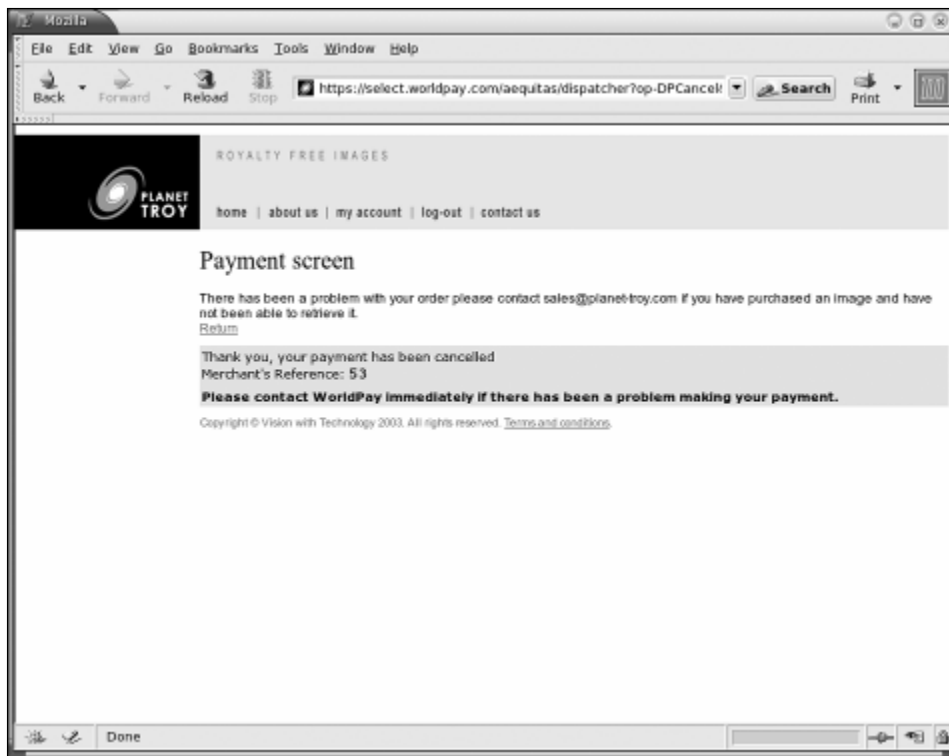 Mozilla
File Edit View Go Bookmarks Tools Window Help
Back Forward Reload Stop https://select.worldpay.com/aequitas/dispatcher?op-DPCancel Search Print
ROYALTY FREE IMAGES
PLANET
TROY
home | about us | my account | log-out | contact us
Payment screen
There has been a problem with your order please contact sales@planet-troy.com if you have purchased an image and have
not been able to retrieve it.
Return
Thank you, your payment has been cancelled
Merchant's Reference: 53
Please contact WorldPay immediately if there has been a problem making your payment.
Copyright © Vision with Technology 2003. All rights reserved. Terms and conditions.
Done